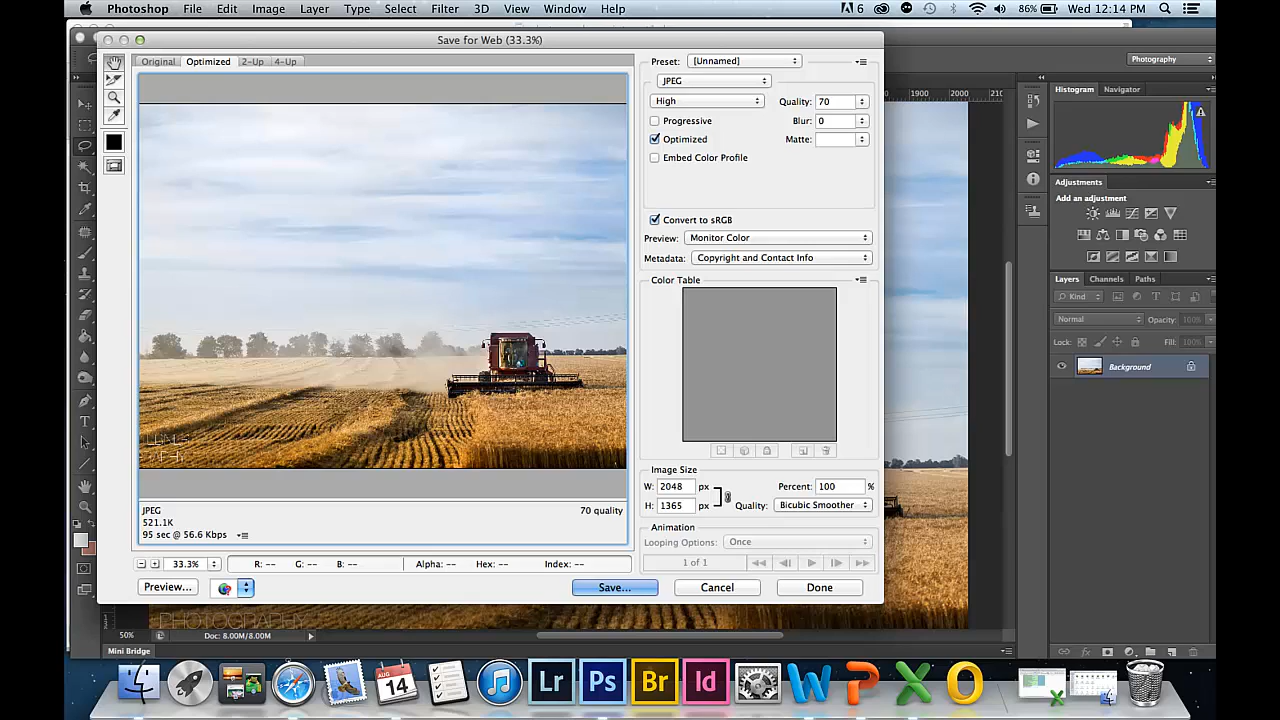 Photoshop File Edit Image Layer Type Select Filter 3D View Window Help 6 86% Wed 12:14 PM
Save for Web (33.3%)
Original Optimized 2-Up 4-Up
Preset: [Unnamed]
JPEG
High Quality: 70
Progressive Blur: 0
Optimized Matte:
Embed Color Profile
Convert to sRGB
Preview: Monitor Color
Metadata: Copyright and Contact Info
Color Table
Image Size
W: 2048 px Percent: 100 %
H: 1365 px Quality: Bicubic Smoother
Animation
Looping Options: Once
1 of 1
JPEG 70 quality
521.1K
95 sec @ 56.6 Kbps
33.3% R: -- G: -- B: -- Alpha: -- Hex: -- Index: --
Preview... Save... Cancel Done
Photography
1900 2000 210
Histogram Navigator
Adjustments
Add an adjustment
Layers Channels Paths
Kind
Normal Opacity: 100%
Lock: Fill: 100%
Background
PHOTOGRAPHY
50% Doc: 8.00M/8.00M
Mini Bridge
AUG
14
Lr Ps Br Id W P X O